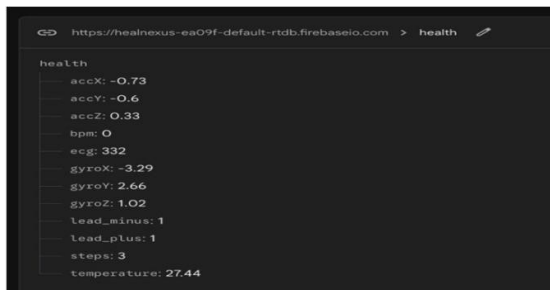 https://healnexus-ea09f-default-rtdb.firebaseio.com > health
health
accX: -0.73
accY: -0.6
accZ: 0.33
bpm: 0
ecg: 332
gyroX: -3.29
gyroY: 2.66
gyroZ: 1.02
lead_minus: 1
lead_plus: 1
steps: 3
temperature: 27.44